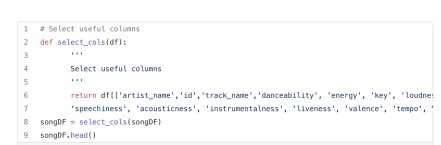 1 # Select useful columns
2 def select_cols(df):
3 '''
4 Select useful columns
5 '''
6 return df[['artist_name','id','track_name','danceability', 'energy', 'key', 'loudne
7 'speechiness', 'acousticness', 'instrumentalness', 'liveness', 'valence', 'tempo', '
8 songDF = select_cols(songDF)
9 songDF.head()